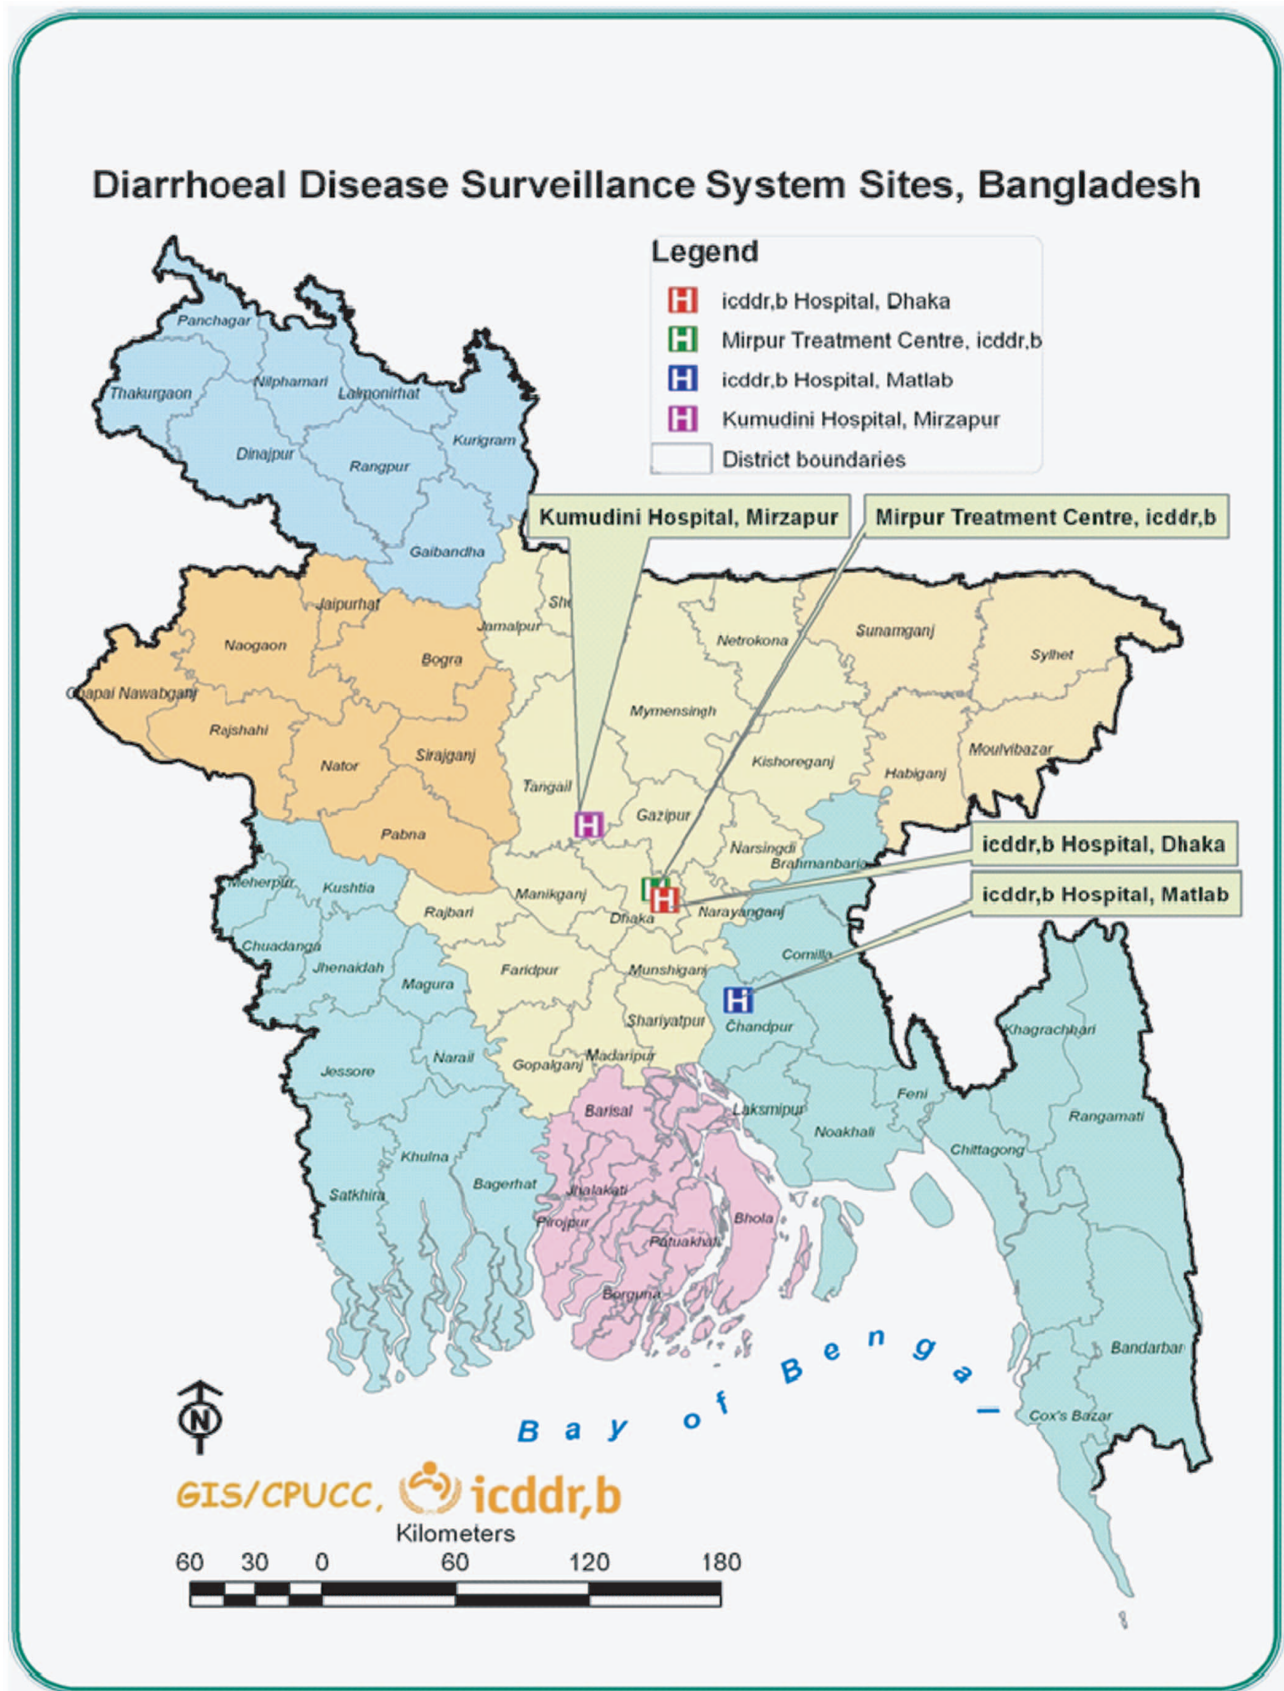 Diarrhoeal Disease Surveillance System Sites, Bangladesh
Legend
H icddr,b Hospital, Dhaka
H Mirpur Treatment Centre, icddr,b
H icddr,b Hospital, Matlab
H Kumudini Hospital, Mirzapur
District boundaries
Panchagar
Thakurgaon
Nilphamari
Lalmonirhat
Kurigram
Dinajpur
Rangpur
Gaibandha
Kumudini Hospital, Mirzapur
Mirpur Treatment Centre, icddr,b
Jaipurhat
She
Jamalpur
Naogaon
Bogra
Netrokona
Sunamganj
Sylhet
Chapai Nawabganj
Rajshahi
Nator
Sirajganj
Mymensingh
Kishoreganj
Habiganj
Moulvibazar
Tangail
Gazipur
H
Pabna
Narsingdi
Brahmanbaria
icddr,b Hospital, Dhaka
icddr,b Hospital, Matlab
Meherpur
Kushtia
Manikganj
H
H
Rajbari
Dhaka
Narayanganj
Chuadanga
Jhenaidah
Magura
Faridpur
Munshiganj
Comilla
H
Shariyatpur
Chandpur
Khagrachhari
Jessore
Narail
Gopalganj
Madaripur
Barisal
Laksmipur
Feni
Noakhali
Rangamati
Chittagong
Khulna
Satkhira
Bagerhat
Jhalakati
Pirojpur
Bhola
Patuakhali
Borguna
Bandarban
Cox's Bazar
Bay of Bengal
N
GIS/CPUCC, icddr,b
Kilometers
60 30 0 60 120 180